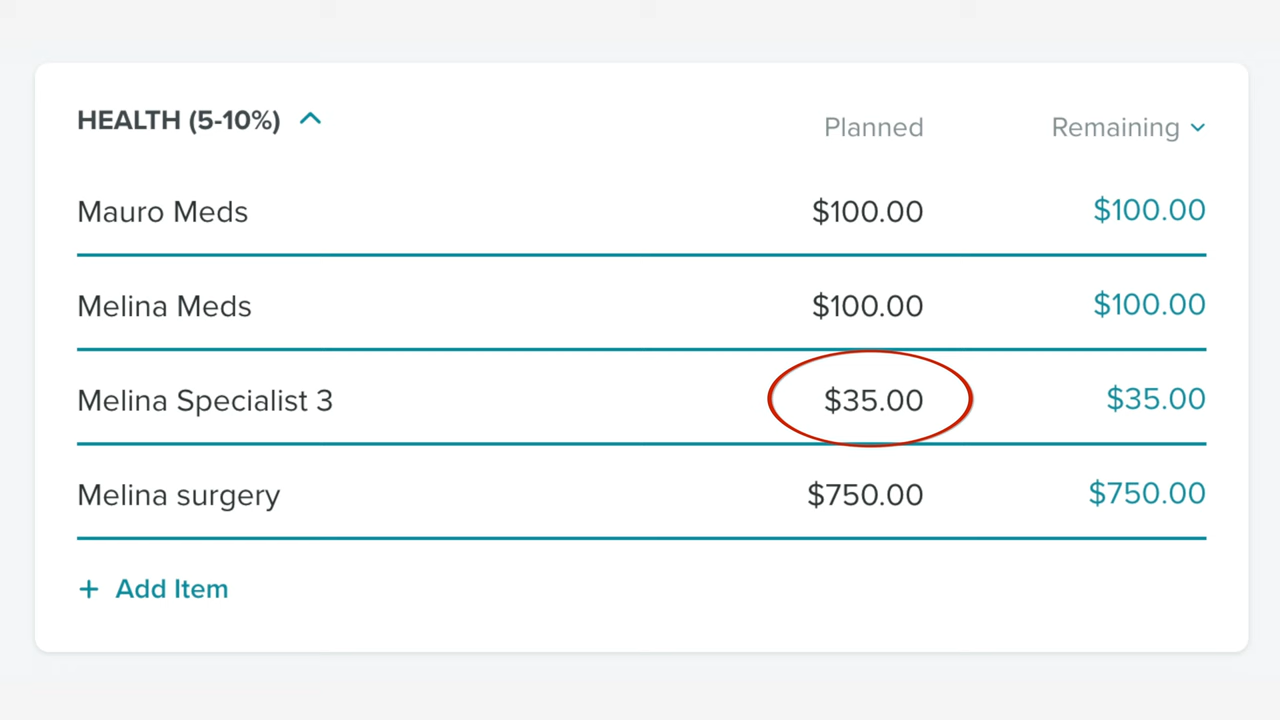 HEALTH (5-10%) Planned Remaining
Mauro Meds $100.00 $100.00
Melina Meds $100.00 $100.00
Melina Specialist 3 $35.00 $35.00
Melina surgery $750.00 $750.00
+ Add Item